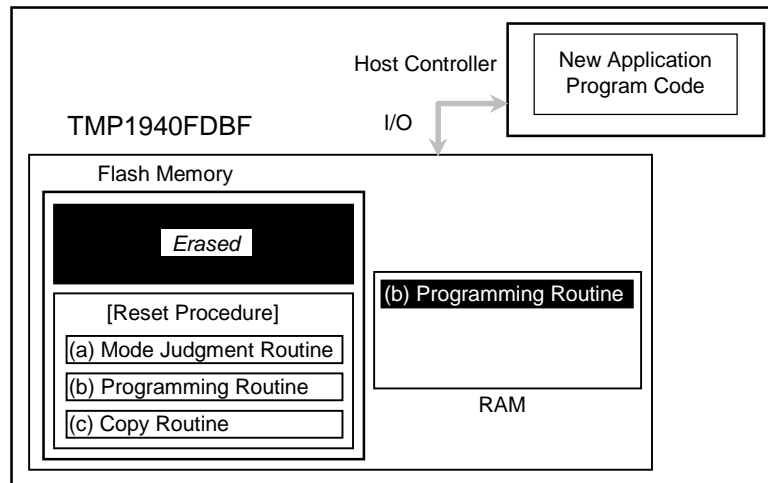 New Application
Program Code
Host Controller
I/O
TMP1940FDBF
Flash Memory
Erased
[Reset Procedure]
(a) Mode Judgment Routine
(b) Programming Routine
(c) Copy Routine
(b) Programming Routine
RAM